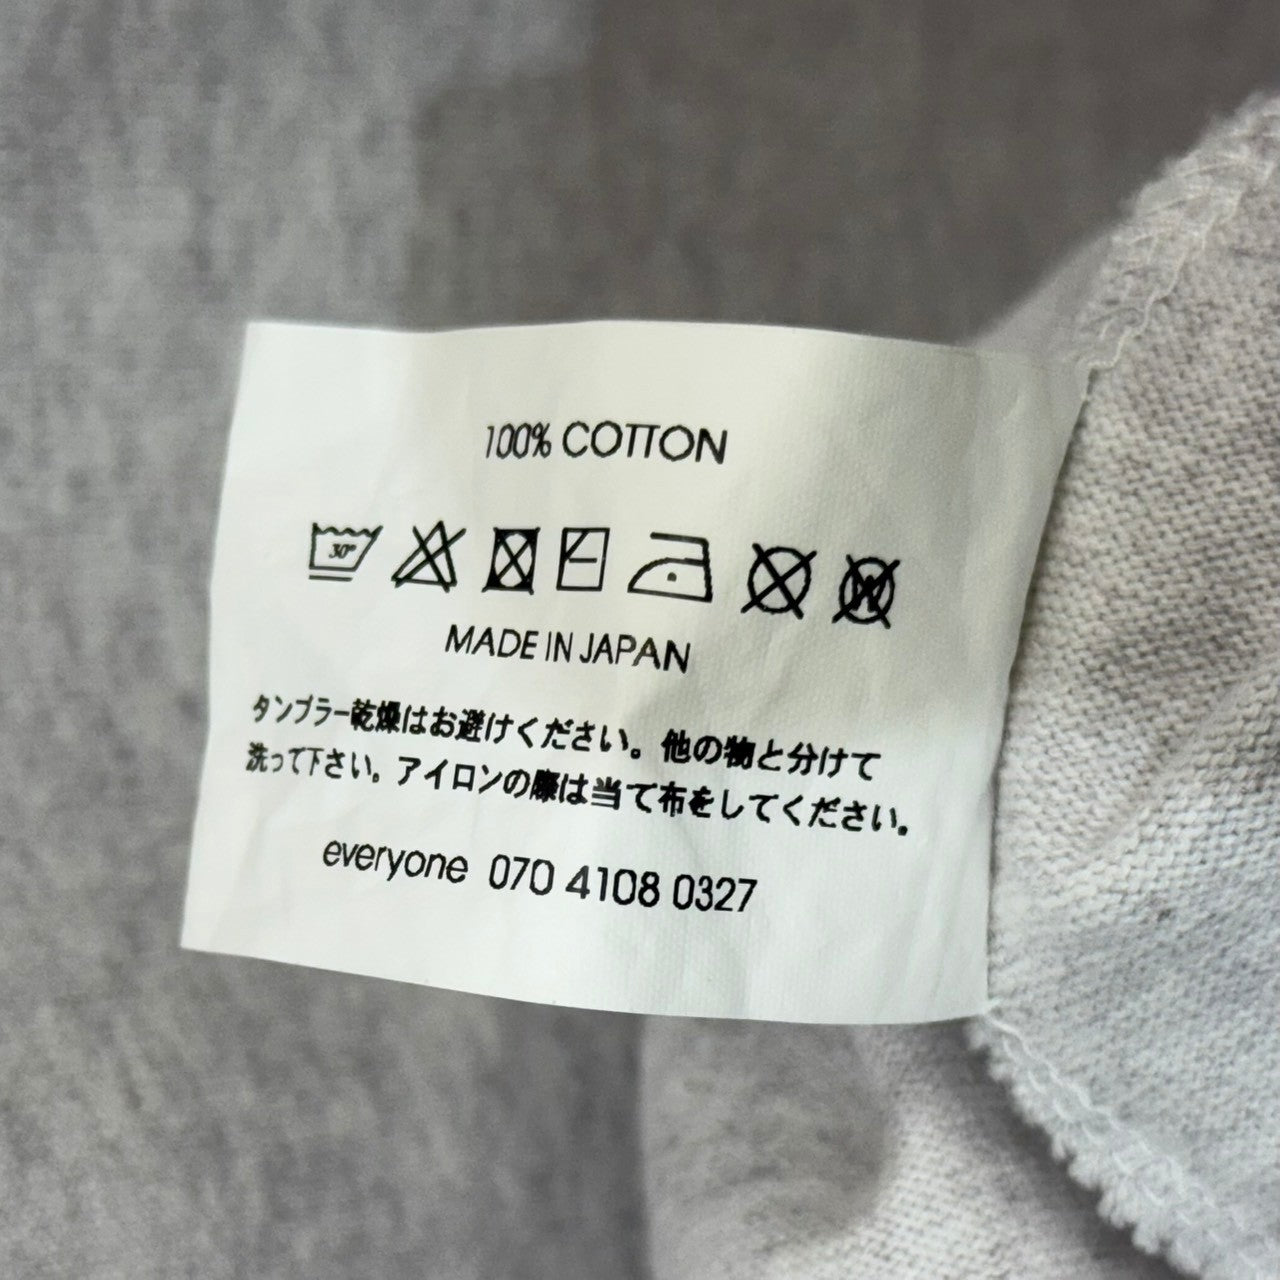 100% COTTON
30°
W
MADE IN JAPAN
タンブラー乾燥はお避けください。他の物と分けて
洗って下さい。アイロンの際は当て布をしてください。
everyone 070 4108 0327